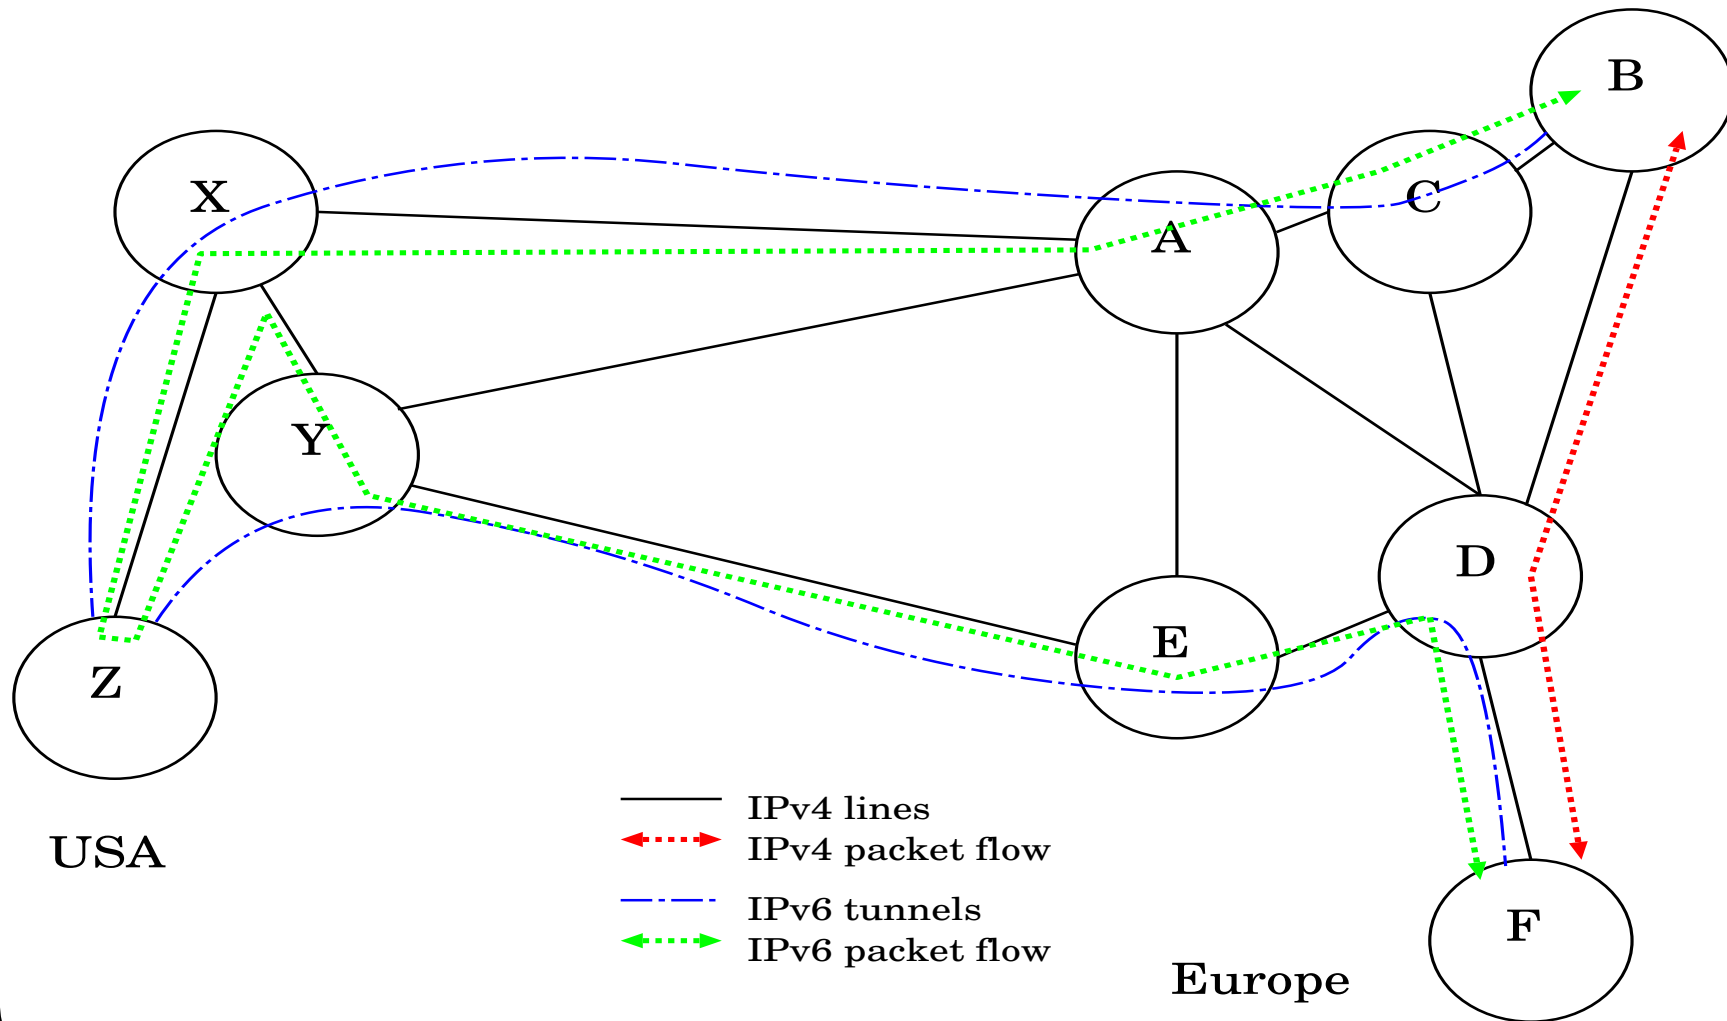 B
X
C
A
Y
D
E
Z
IPv4 lines
USA
IPv4 packet flow
IPv6 tunnels
F
IPv6 packet flow
Europe